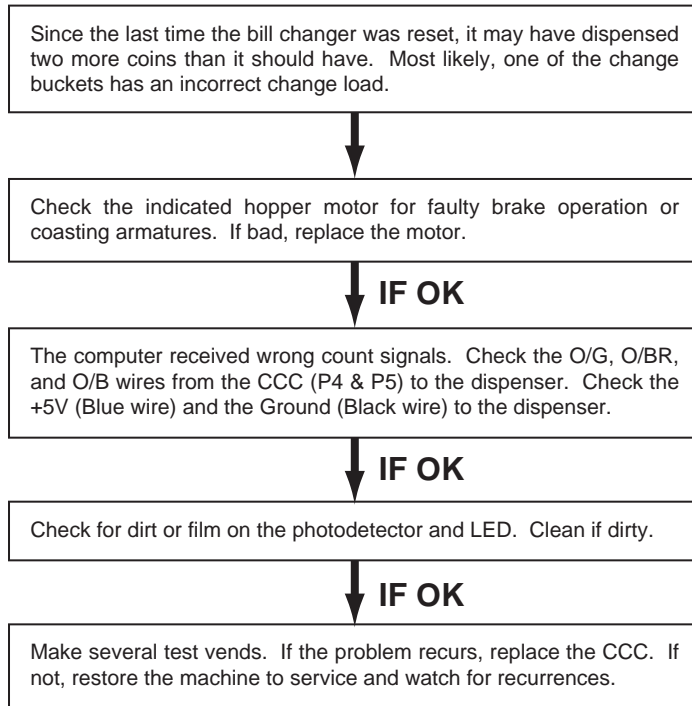 Since the last time the bill changer was reset, it may have dispensed
two more coins than it should have. Most likely, one of the change
buckets has an incorrect change load.
Check the indicated hopper motor for faulty brake operation or
coasting armatures. If bad, replace the motor.
IF OK
The computer received wrong count signals. Check the O/G, O/BR,
and O/B wires from the CCC (P4 & P5) to the dispenser. Check the
+5V (Blue wire) and the Ground (Black wire) to the dispenser.
IF OK
Check for dirt or film on the photodetector and LED. Clean if dirty.
IF OK
Make several test vends. If the problem recurs, replace the CCC. If
not, restore the machine to service and watch for recurrences.